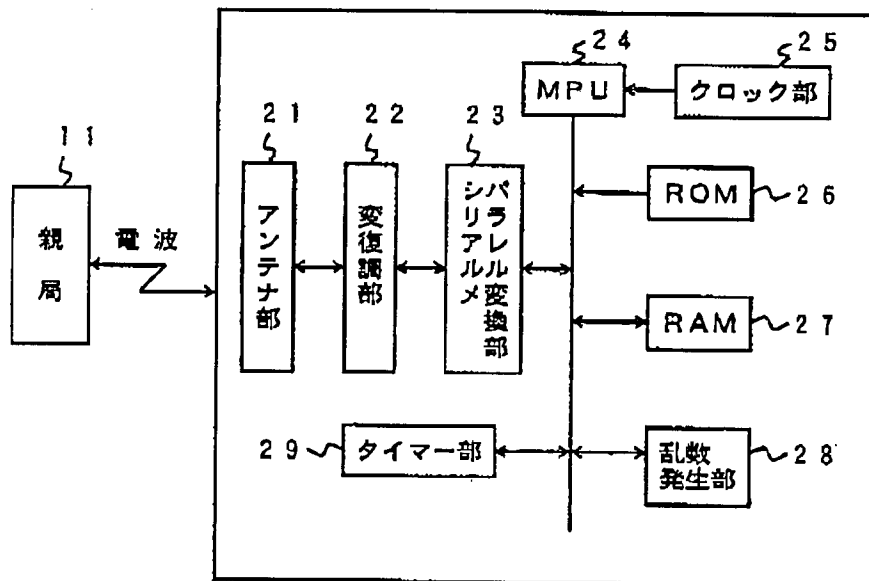 ２４
２５
ＭＰＵ
クロック部
２１
２２
２３
１１
アンテナ部
変復調部
シリアルメ
パラレル変換部
ＲＯＭ
２６
親局
電波
ＲＡＭ
２７
２９
タイマー部
乱数
発生部
２８